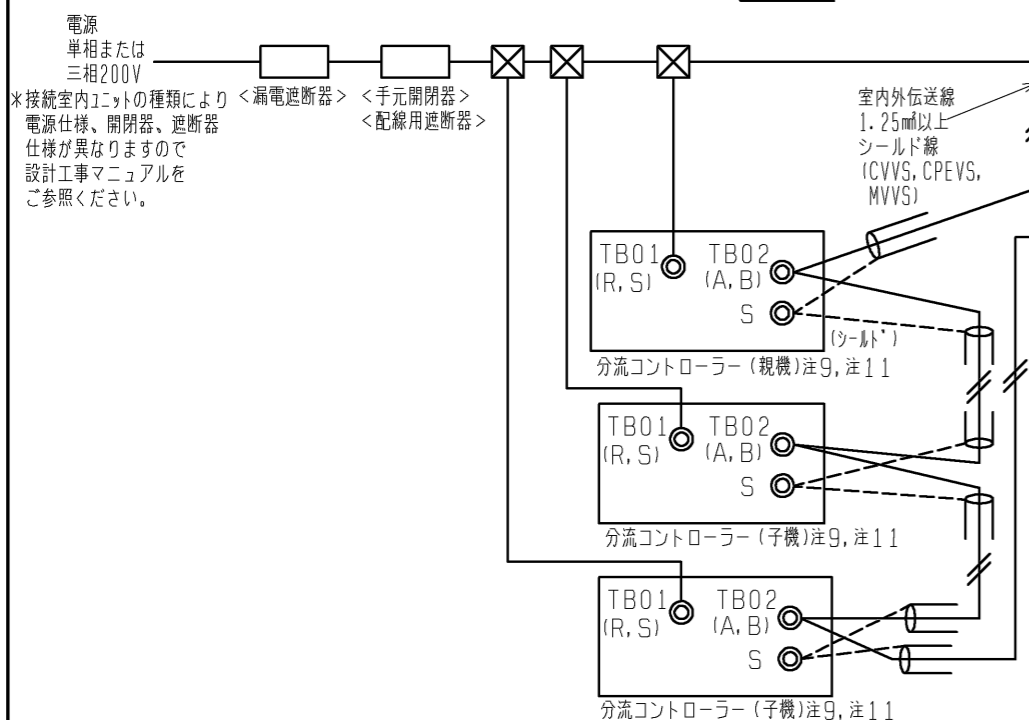 電源
単相または
三相200V
*接続室内ユニットの種類により
電源仕様、開閉器、遮断器
仕様が異なりますので
設計工事マニュアルを
ご参照ください。
<漏電遮断器>
<手元開閉器>
<配線用遮断器>
室内外伝送線
1.25㎟以上
シールド線
(CVVS,CPEVS,
MVVS)
TB01
(R,S)
TB02
(A,B)
S
(シールド)
分流コントローラー(親機)注9,注11
TB01
(R,S)
TB02
(A,B)
S
分流コントローラー(子機)注9,注11
TB01
(R,S)
TB02
(A,B)
S
分流コントローラー(子機)注9,注11